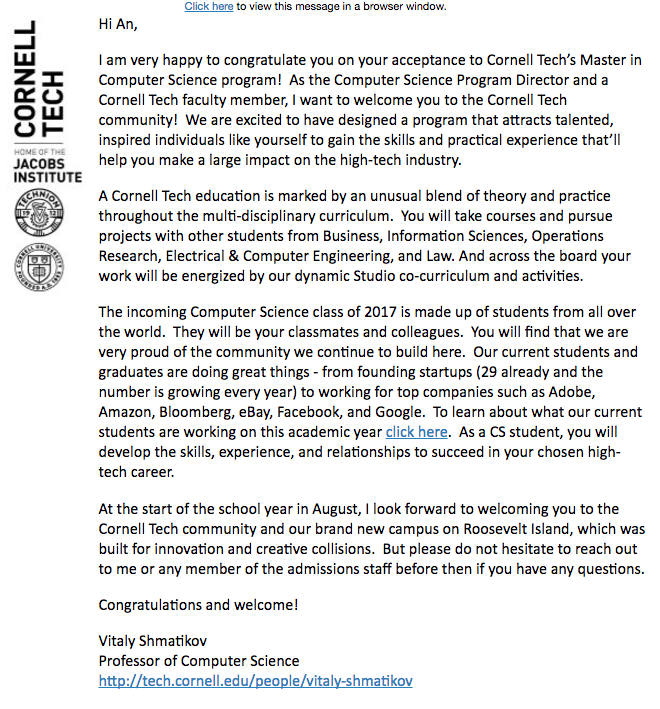 Click here to view this message in a browser window.
CORNELL
TECH
HOME OF THE
JACOBS
INSTITUTE
TECHNION
CORNELL UNIVERSITY
Hi An,
I am very happy to congratulate you on your acceptance to Cornell Tech's Master in
Computer Science program!  As the Computer Science Program Director and a
Cornell Tech faculty member, I want to welcome you to the Cornell Tech
community!  We are excited to have designed a program that attracts talented,
inspired individuals like yourself to gain the skills and practical experience that'll
help you make a large impact on the high-tech industry.
A Cornell Tech education is marked by an unusual blend of theory and practice
throughout the multi-disciplinary curriculum.  You will take courses and pursue
projects with other students from Business, Information Sciences, Operations
Research, Electrical & Computer Engineering, and Law. And across the board your
work will be energized by our dynamic Studio co-curriculum and activities.
The incoming Computer Science class of 2017 is made up of students from all over
the world.  They will be your classmates and colleagues.  You will find that we are
very proud of the community we continue to build here.  Our current students and
graduates are doing great things - from founding startups (29 already and the
number is growing every year) to working for top companies such as Adobe,
Amazon, Bloomberg, eBay, Facebook, and Google.  To learn about what our current
students are working on this academic year click here.  As a CS student, you will
develop the skills, experience, and relationships to succeed in your chosen high-
tech career.
At the start of the school year in August, I look forward to welcoming you to the
Cornell Tech community and our brand new campus on Roosevelt Island, which was
built for innovation and creative collisions.  But please do not hesitate to reach out
to me or any member of the admissions staff before then if you have any questions.
Congratulations and welcome!
Vitaly Shmatikov
Professor of Computer Science
http://tech.cornell.edu/people/vitaly-shmatikov